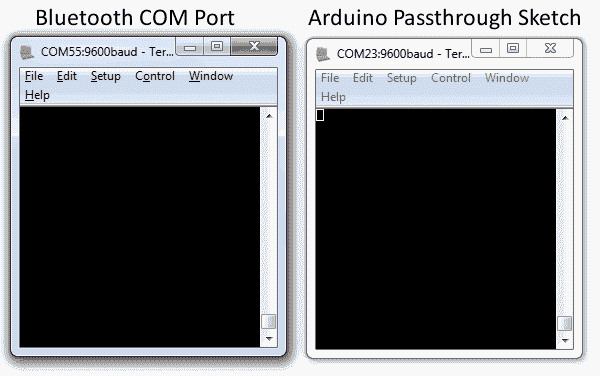 Bluetooth COM Port
Arduino Passthrough Sketch
COM55:9600baud - Ter...
File Edit Setup Control Window
Help
COM23:9600baud - Ter...
File Edit Setup Control Window
Help